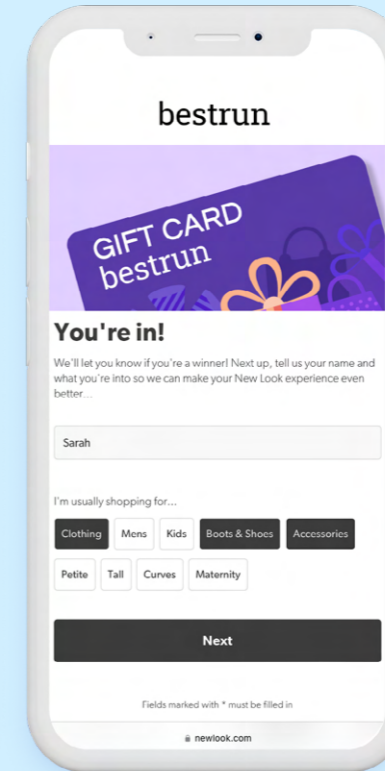 bestrun
GIFT CARD
bestrun
You're in!
We'll let you know if you're a winner! Next up, tell us your name and
what you're into so we can make your New Look experience even
better...
Sarah
I'm usually shopping for...
Clothing Mens Kids Boots & Shoes Accessories
Petite Tall Curves Maternity
Next
Fields marked with * must be filled in
newlook.com